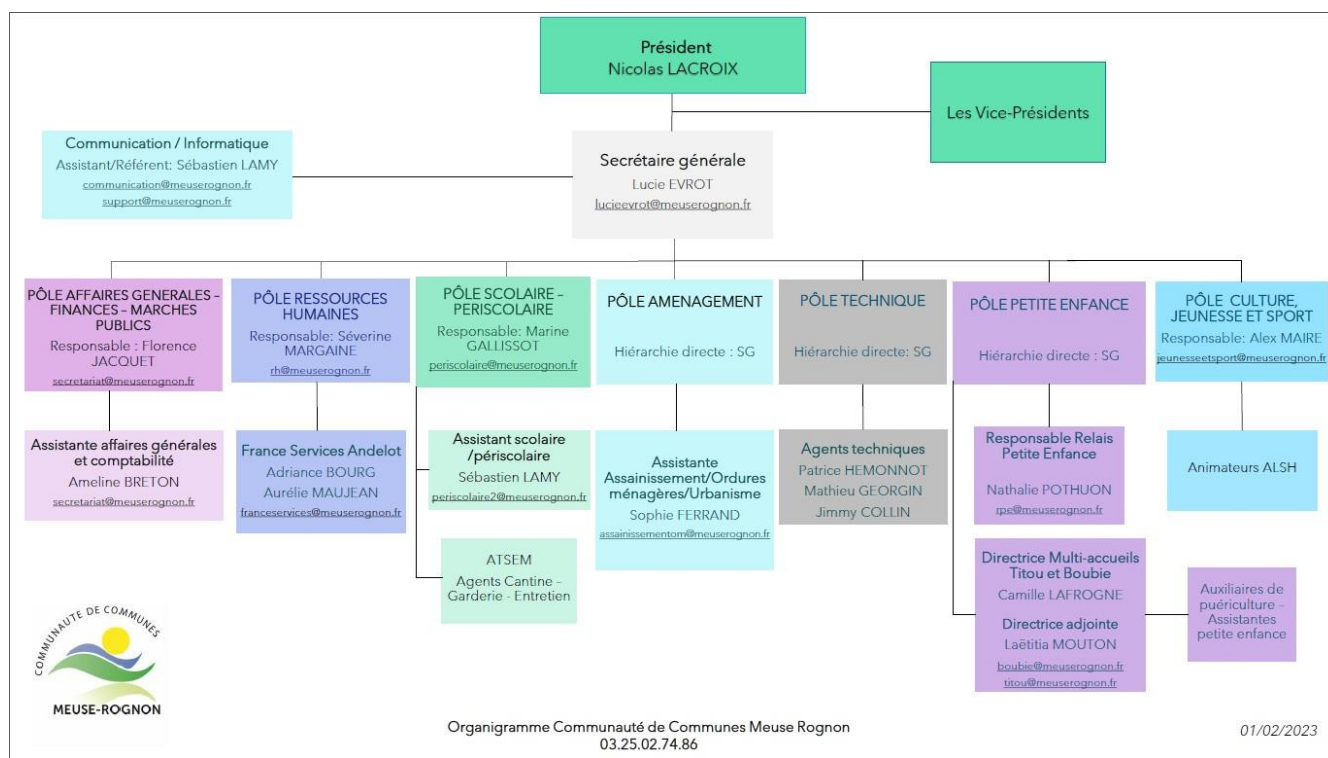 Président
Nicolas LACROIX
Les Vice-Présidents
Communication / Informatique
Assistant/Référent: Sébastien LAMY
communication@meuserognon.fr
support@meuserognon.fr
Secrétaire générale
Lucie EVROT
lucieevrot@meuserognon.fr
PÔLE AFFAIRES GENERALES –
FINANCES – MARCHES
PUBLICS
Responsable : Florence
JACQUET
secretariat@meuserognon.fr
PÔLE RESSOURCES
HUMAINES
Responsable: Séverine
MARGAINE
rh@meuserognon.fr
PÔLE SCOLAIRE –
PERISCOLAIRE
Responsable: Marine
GALLISSOT
periscolaire@meuserognon.fr
PÔLE AMENAGEMENT
Hiérarchie directe : SG
PÔLE TECHNIQUE
Hiérarchie directe: SG
PÔLE PETITE ENFANCE
Hiérarchie directe : SG
PÔLE CULTURE,
JEUNESSE ET SPORT
Responsable: Alex MAIRE
jeunesseetsport@meuserognon.fr
Assistante affaires générales
et comptabilité
Ameline BRETON
secretariat@meuserognon.fr
France Services Andelot
Adriance BOURG
Aurélie MAUJEAN
franceservices@meuserognon.fr
Assistant scolaire
/périscolaire
Sébastien LAMY
periscolaire2@meuserognon.fr
Assistante
Assainissement/Ordures
ménagères/Urbanisme
Sophie FERRAND
assainissementom@meuserognon.fr
Agents techniques
Patrice HEMONNOT
Mathieu GEORGIN
Jimmy COLLIN
Responsable Relais
Petite Enfance
Nathalie POTHUON
rpe@meuserognon.fr
Animateurs ALSH
ATSEM
Agents Cantine –
Garderie - Entretien
Directrice Multi-accueils
Titou et Boubie
Camille LAFROGNE
Directrice adjointe
Laëtitia MOUTON
boubie@meuserognon.fr
titou@meuserognon.fr
Auxiliaires de
puériculture –
Assistantes
petite enfance
COMMUNAUTE DE COMMUNES
MEUSE-ROGNON
Organigramme Communauté de Communes Meuse Rognon
03.25.02.74.86
01/02/2023